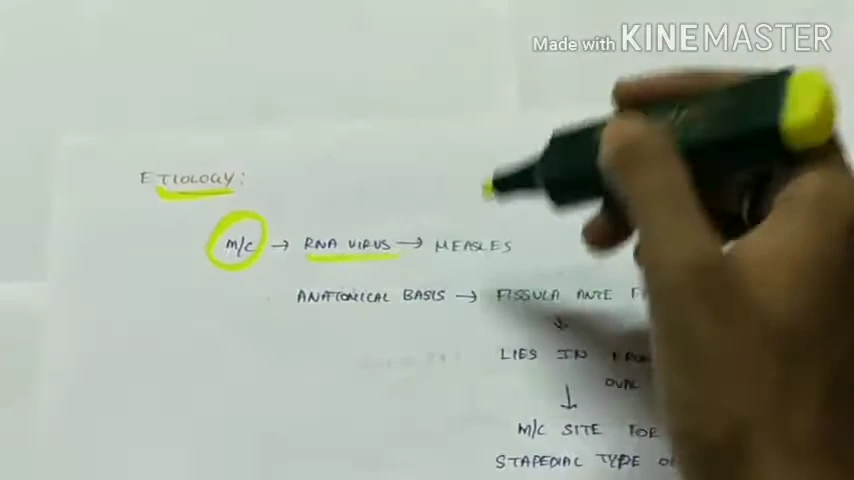 Made with KINEMASTER
ETIOLOGY:
M/C → RNA VIRUS → MEASLES
ANATOMICAL BASIS → FISSULA ANTE
↓
LIES IN
OVAL
↓
M/C SITE FOR
STAPEDIAL TYPE